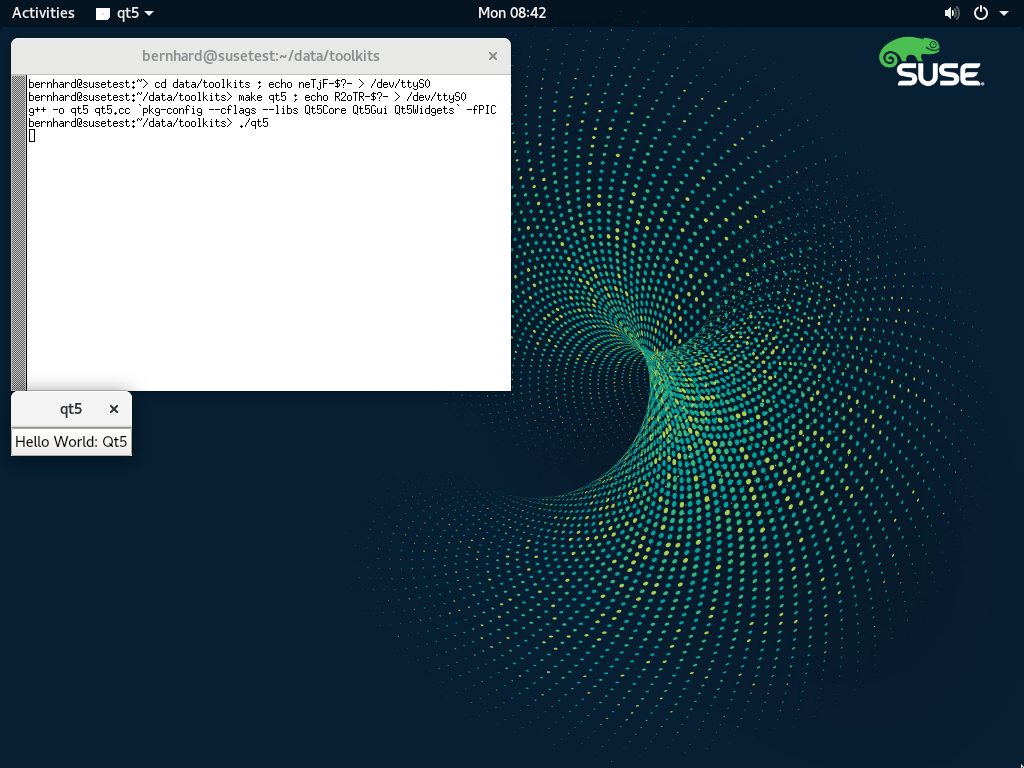 Activities qt5 Mon 08:42
SUSE
bernhard@susetest:~/data/toolkits
bernhard@susetest:~> cd data/toolkits ; echo neTjF-$?- > /dev/ttyS0
bernhard@susetest:~/data/toolkits> make qt5 ; echo R2oTR-$?- > /dev/ttyS0
g++ -o qt5 qt5.cc `pkg-config --cflags --libs Qt5Core Qt5Gui Qt5Widgets` -fPIC
bernhard@susetest:~/data/toolkits> ./qt5
qt5
Hello World: Qt5